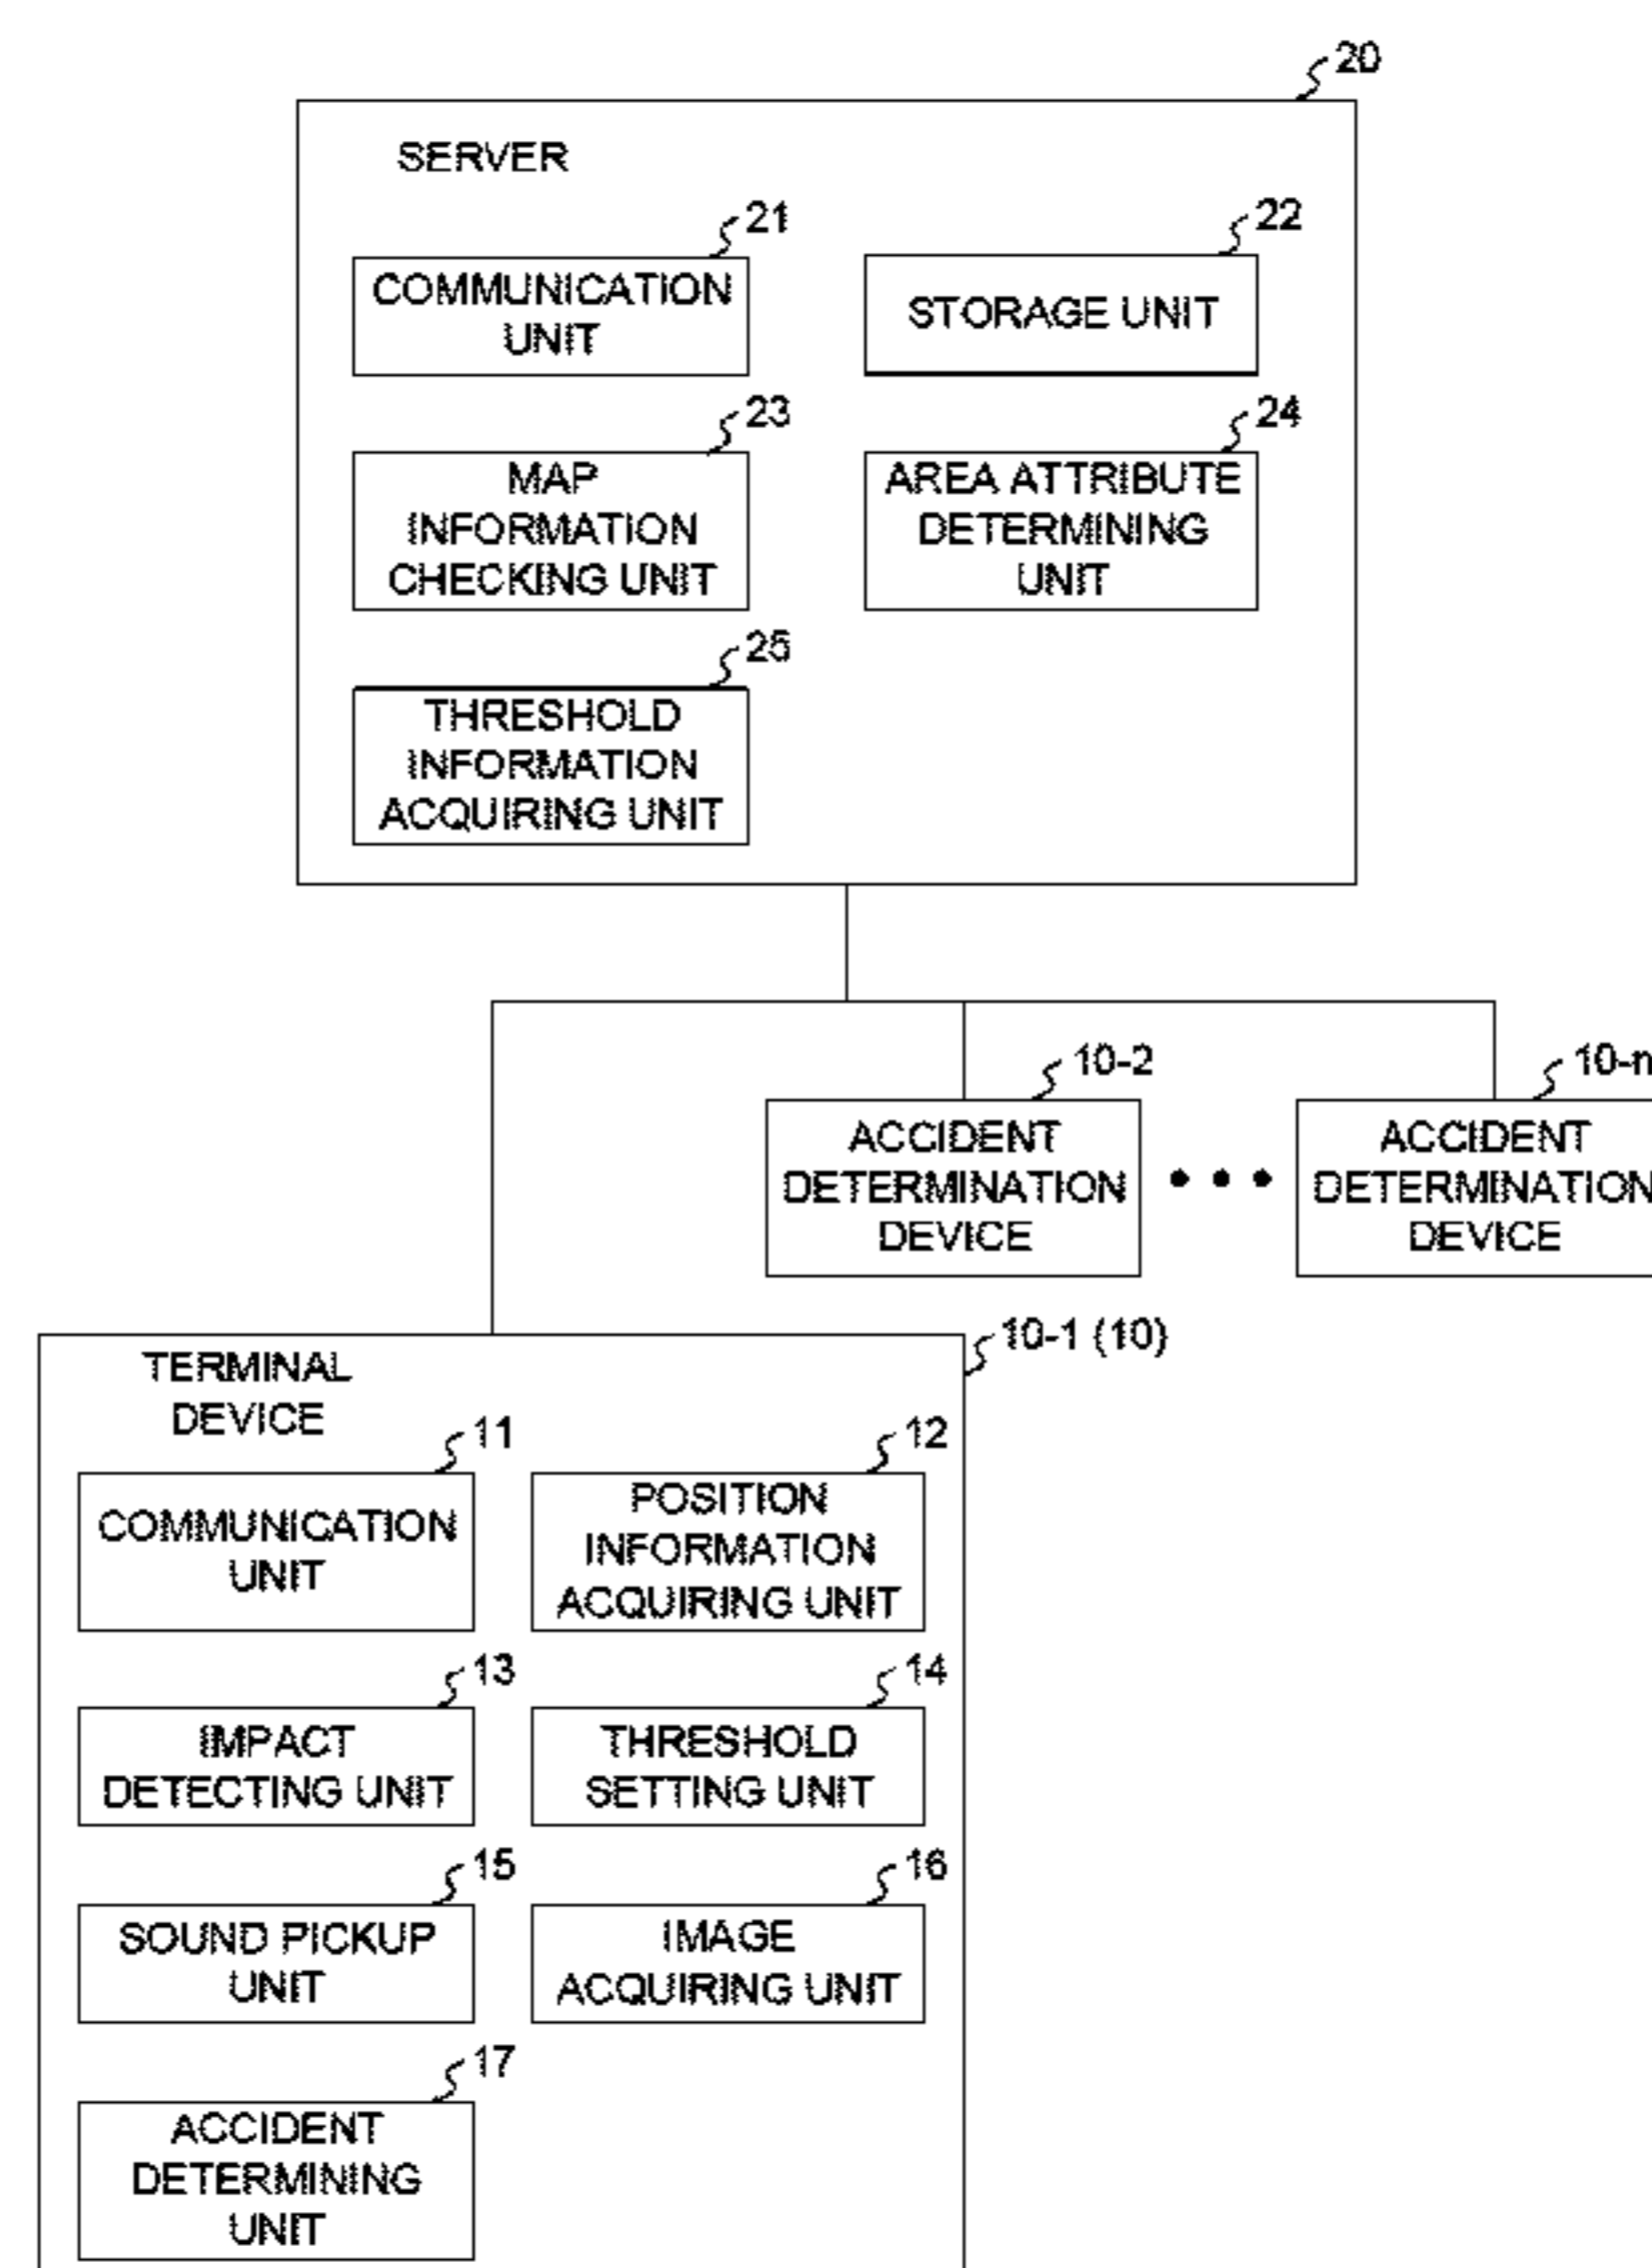 20
SERVER
21
22
COMMUNICATION
UNIT
STORAGE UNIT
23
24
MAP
INFORMATION
CHECKING UNIT
AREA ATTRIBUTE
DETERMINING
UNIT
25
THRESHOLD
INFORMATION
ACQUIRING UNIT
10-2
10-n
ACCIDENT
DETERMINATION
DEVICE
ACCIDENT
DETERMINATION
DEVICE
10-1 (10)
TERMINAL
DEVICE
11
12
COMMUNICATION
UNIT
POSITION
INFORMATION
ACQUIRING UNIT
13
14
IMPACT
DETECTING UNIT
THRESHOLD
SETTING UNIT
15
16
SOUND PICKUP
UNIT
IMAGE
ACQUIRING UNIT
17
ACCIDENT
DETERMINING
UNIT